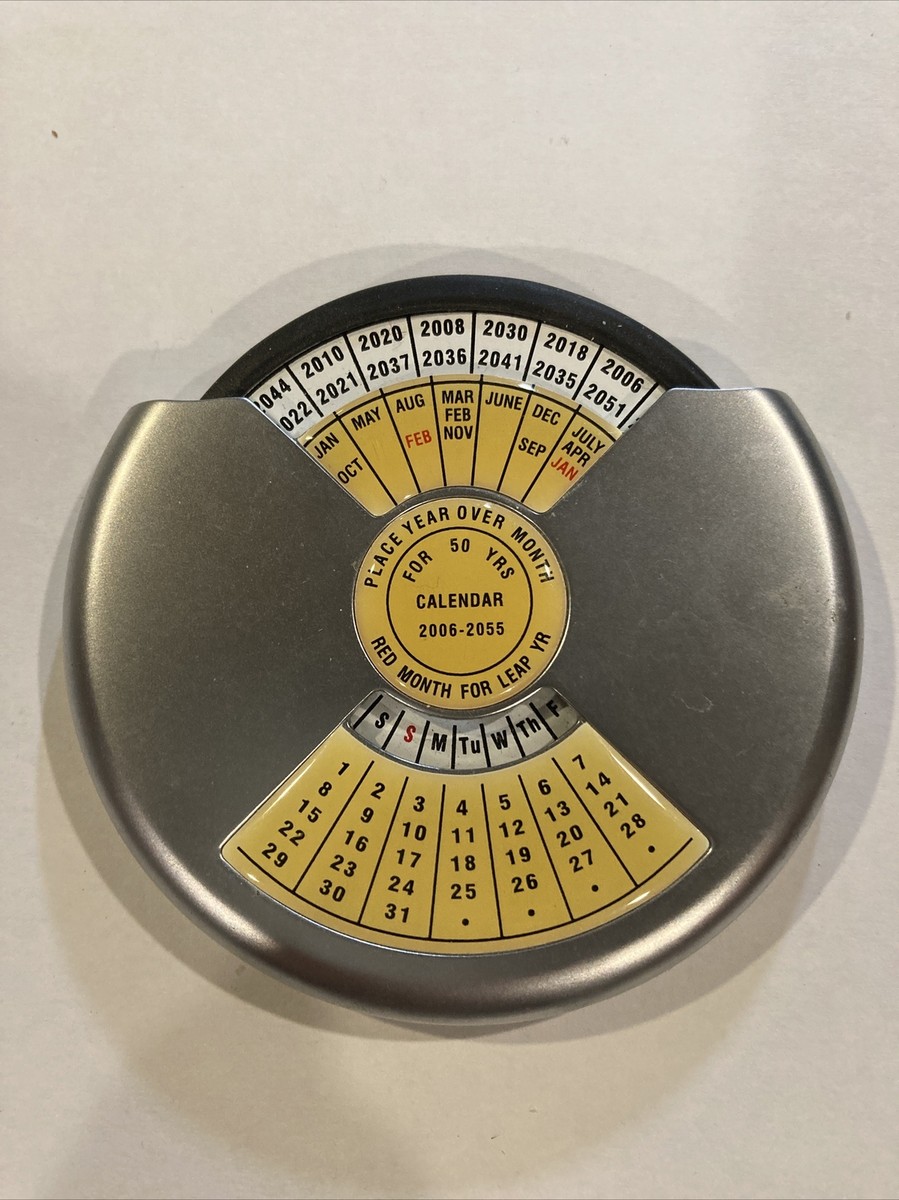 2010 2020 2008 2030 2018 2006
2021 2037 2036 2041 2035 2051
JAN MAY AUG MAR JUNE DEC JULY
FEB APR
OCT FEB NOV SEP JAN
PLACE YEAR OVER MONTH
FOR 50 YRS
CALENDAR
2006-2055
RED MONTH FOR LEAP YR
S S M Tu W Th F
1 2 3 4 5 6 7
8 9 10 11 12 13 14
15 16 17 18 19 20 21
22 23 24 25 26 27 28
29 30 31